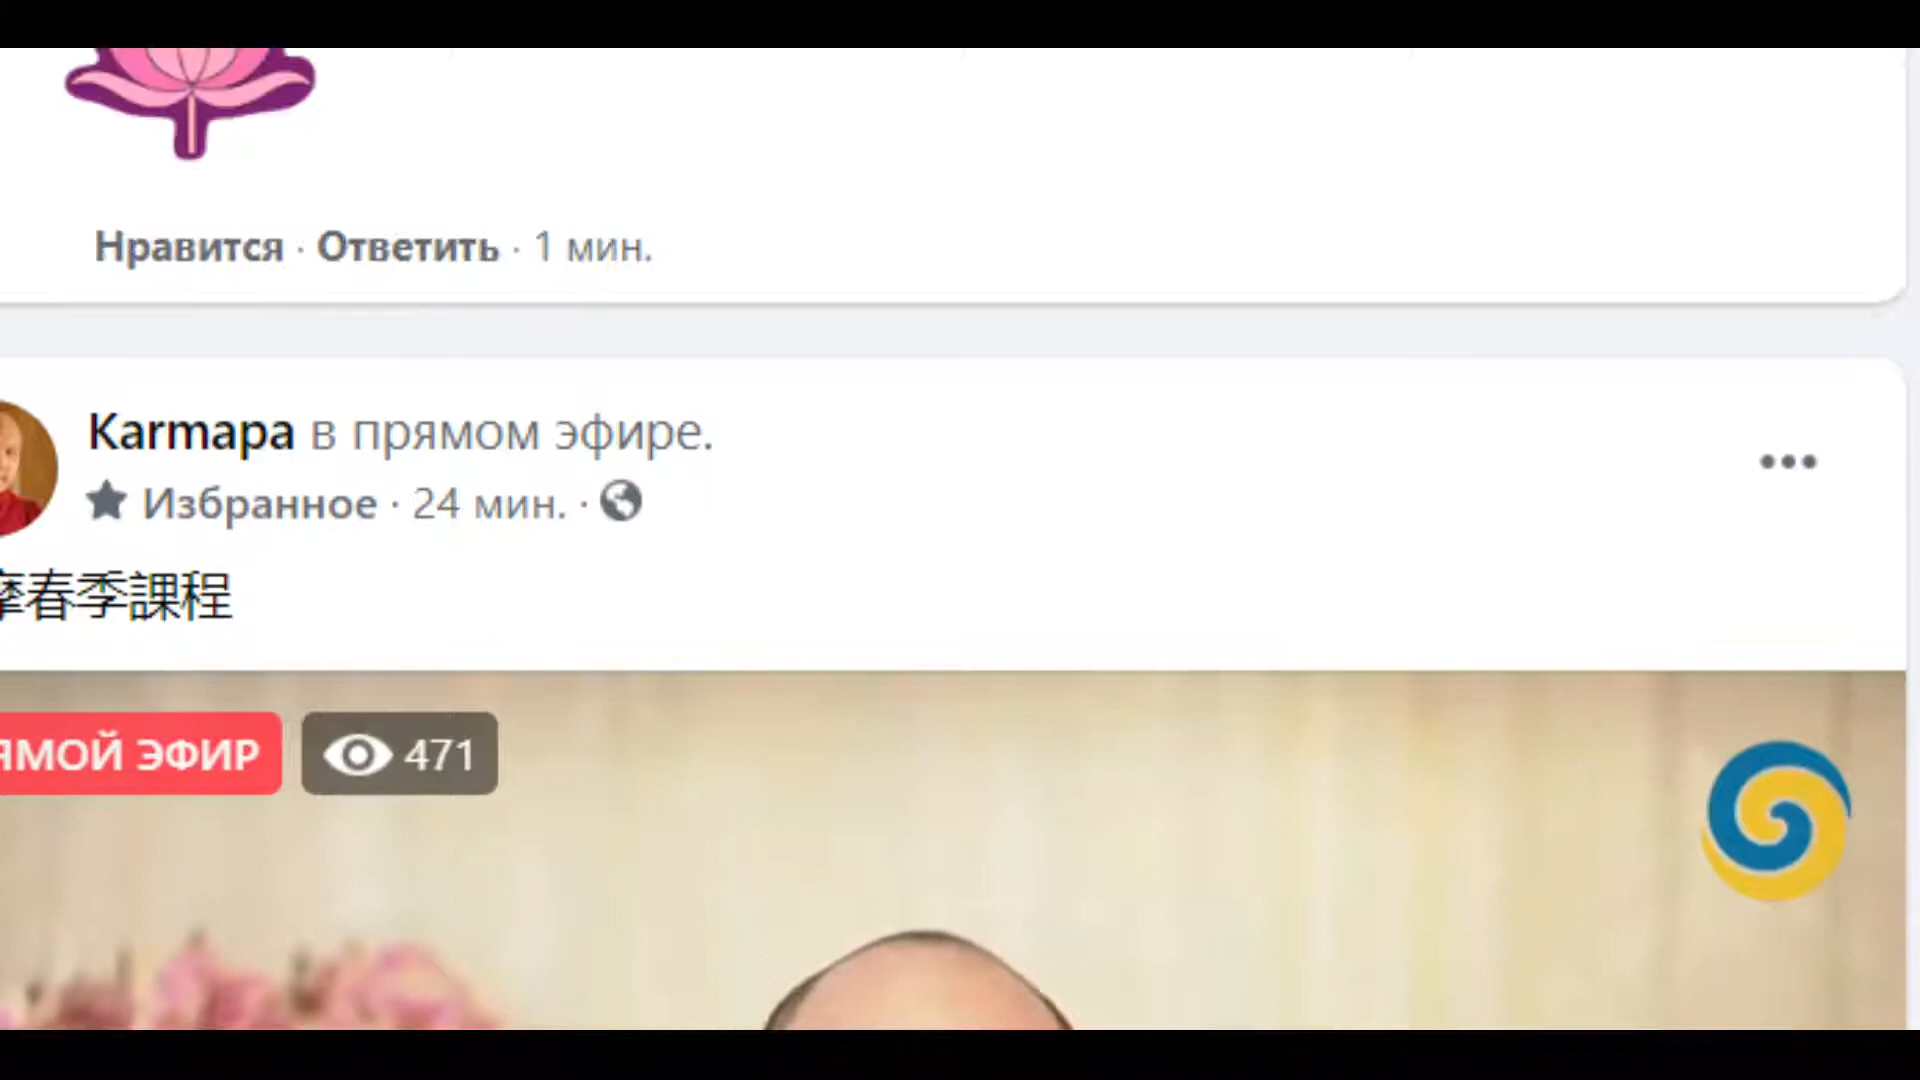 Нравится · Ответить · 1 мин.
Karmapa в прямом эфире.
Избранное · 24 мин. ·
春季課程
ЯМОЙ ЭФИР 471